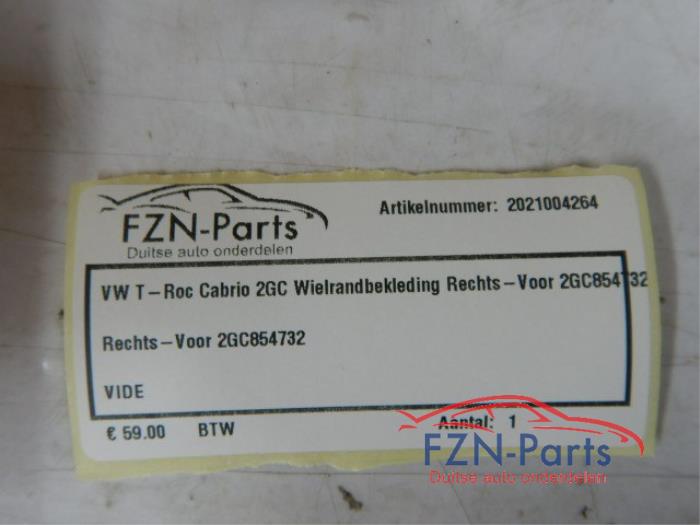 Artikelnummer: 2021004264
FZN-Parts
Duitse auto onderdelen
VW T-Roc Cabrio 2GC Wielrandbekleding Rechts-Voor 2GC854732
Rechts-Voor 2GC854732
VIDE
€ 59.00 BTW Aantal: 1
FZN-Parts
Duitse auto onderdelen